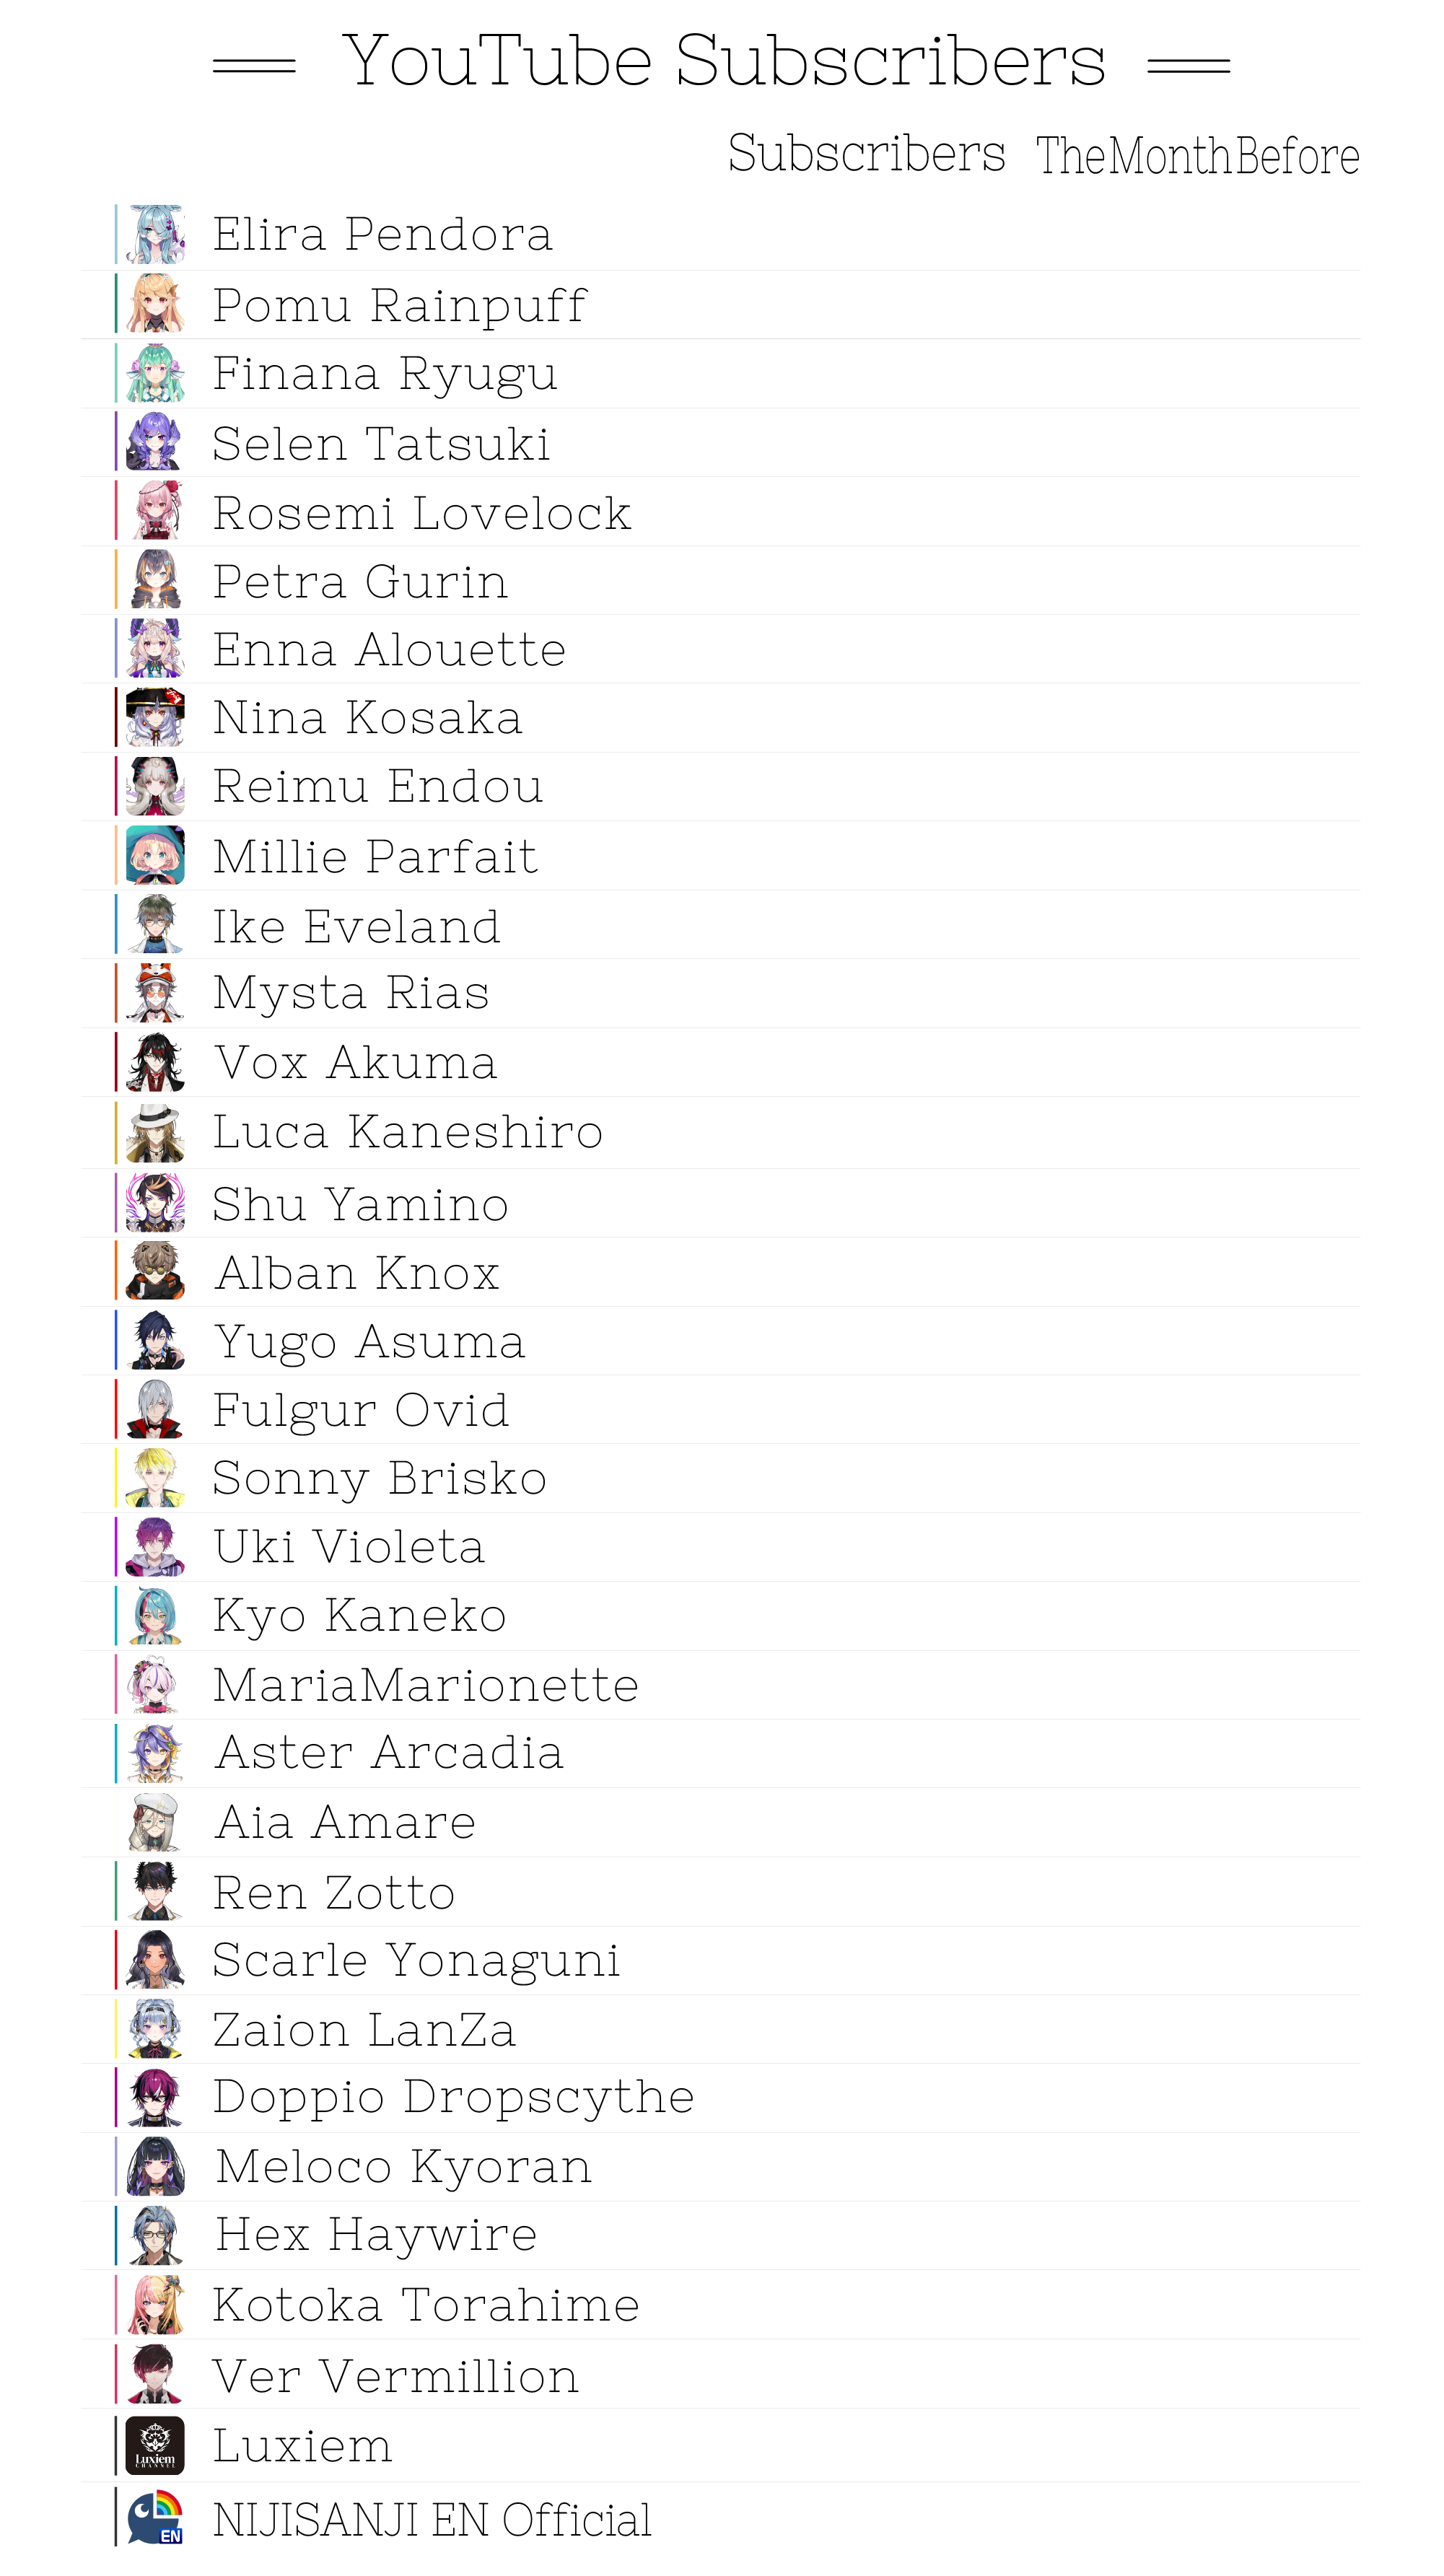 YouTube Subscribers
Subscribers TheMonthBefore
Elira Pendora
Pomu Rainpuff
Finana Ryugu
Selen Tatsuki
Rosemi Lovelock
Petra Gurin
Enna Alouette
Nina Kosaka
Reimu Endou
Millie Parfait
Ike Eveland
Mysta Rias
Vox Akuma
Luca Kaneshiro
Shu Yamino
Alban Knox
Yugo Asuma
Fulgur Ovid
Sonny Brisko
Uki Violeta
Kyo Kaneko
MariaMarionette
Aster Arcadia
Aia Amare
Ren Zotto
Scarle Yonaguni
Zaion LanZa
Doppio Dropscythe
Meloco Kyoran
Hex Haywire
Kotoka Torahime
Ver Vermillion
Luxiem
CHANNEL
Luxiem
EN
NIJISANJI EN Official